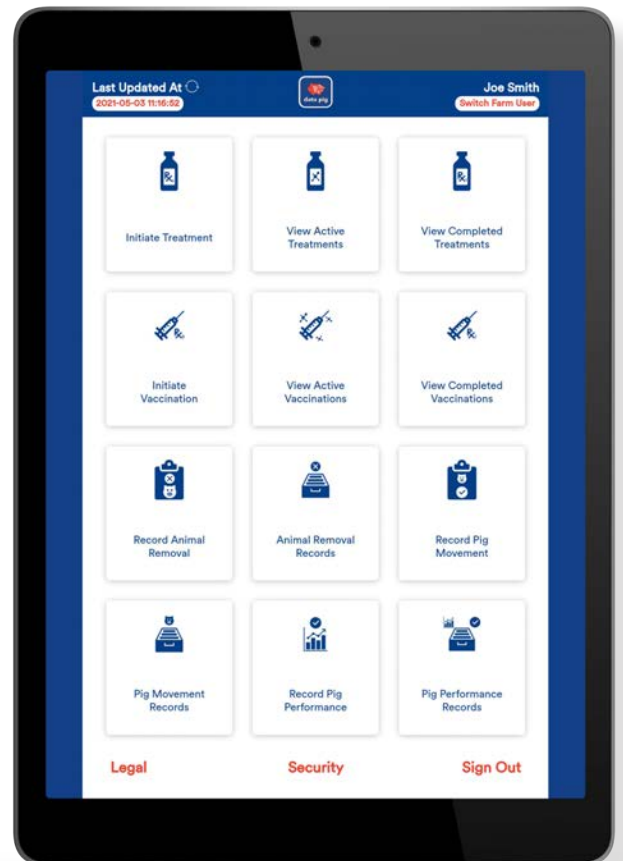 Last Updated At
Joe Smith
2021-05-03 11:16:52
data pig
Switch Farm User
Initiate Treatment
View Active
Treatments
View Completed
Treatments
Initiate
Vaccination
View Active
Vaccinations
View Completed
Vaccinations
Record Animal
Removal
Animal Removal
Records
Record Pig
Movement
Pig Movement
Records
Record Pig
Performance
Pig Performance
Records
Legal
Security
Sign Out